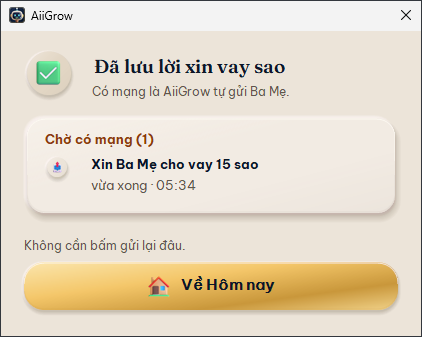 AiiGrow
Đã lưu lời xin vay sao
Có mạng là AiiGrow tự gửi Ba Mẹ.
Chờ có mạng (1)
Xin Ba Mẹ cho vay 15 sao
vừa xong · 05:34
Không cần bấm gửi lại đâu.
Về Hôm nay